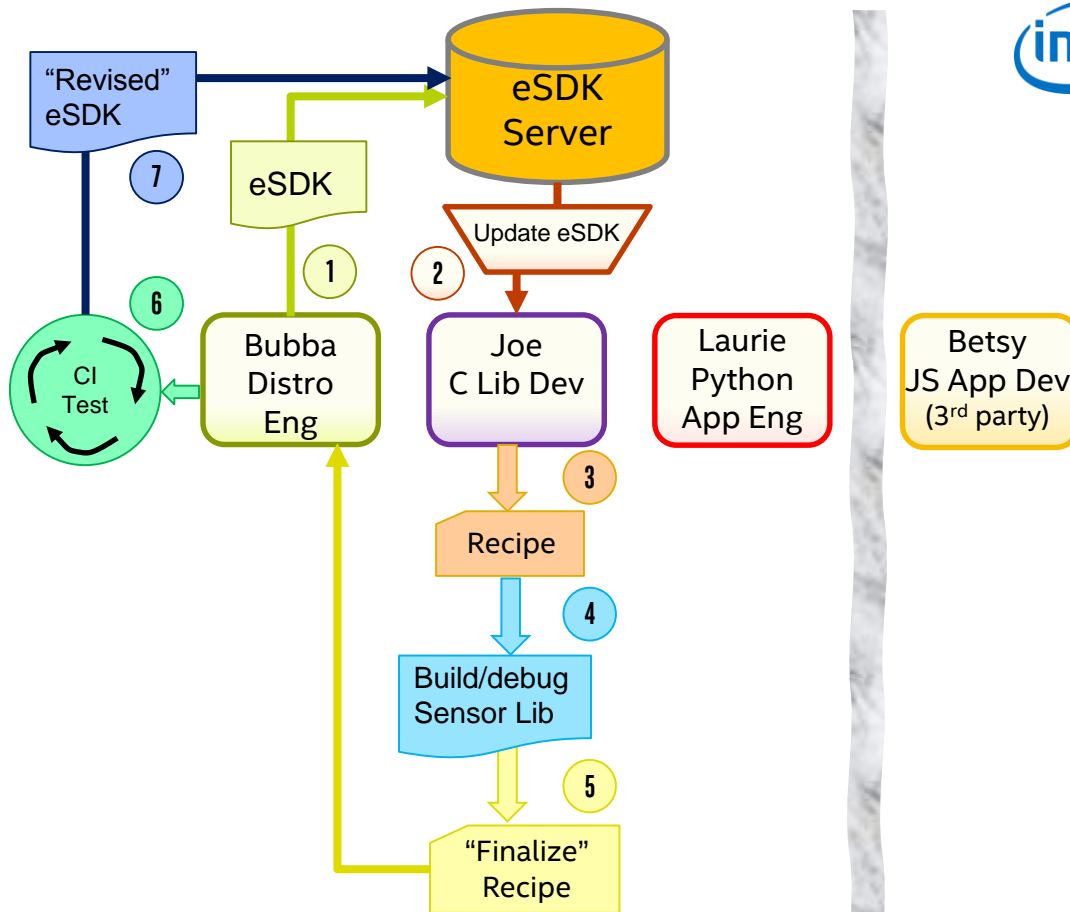 “Revised”
eSDK
7
eSDK
1
eSDK
Server
Update eSDK
2
6
CI
Test
Bubba
Distro
Eng
Joe
C Lib Dev
Laurie
Python
App Eng
Betsy
JS App Dev
(3rd party)
3
Recipe
4
Build/debug
Sensor Lib
5
“Finalize”
Recipe